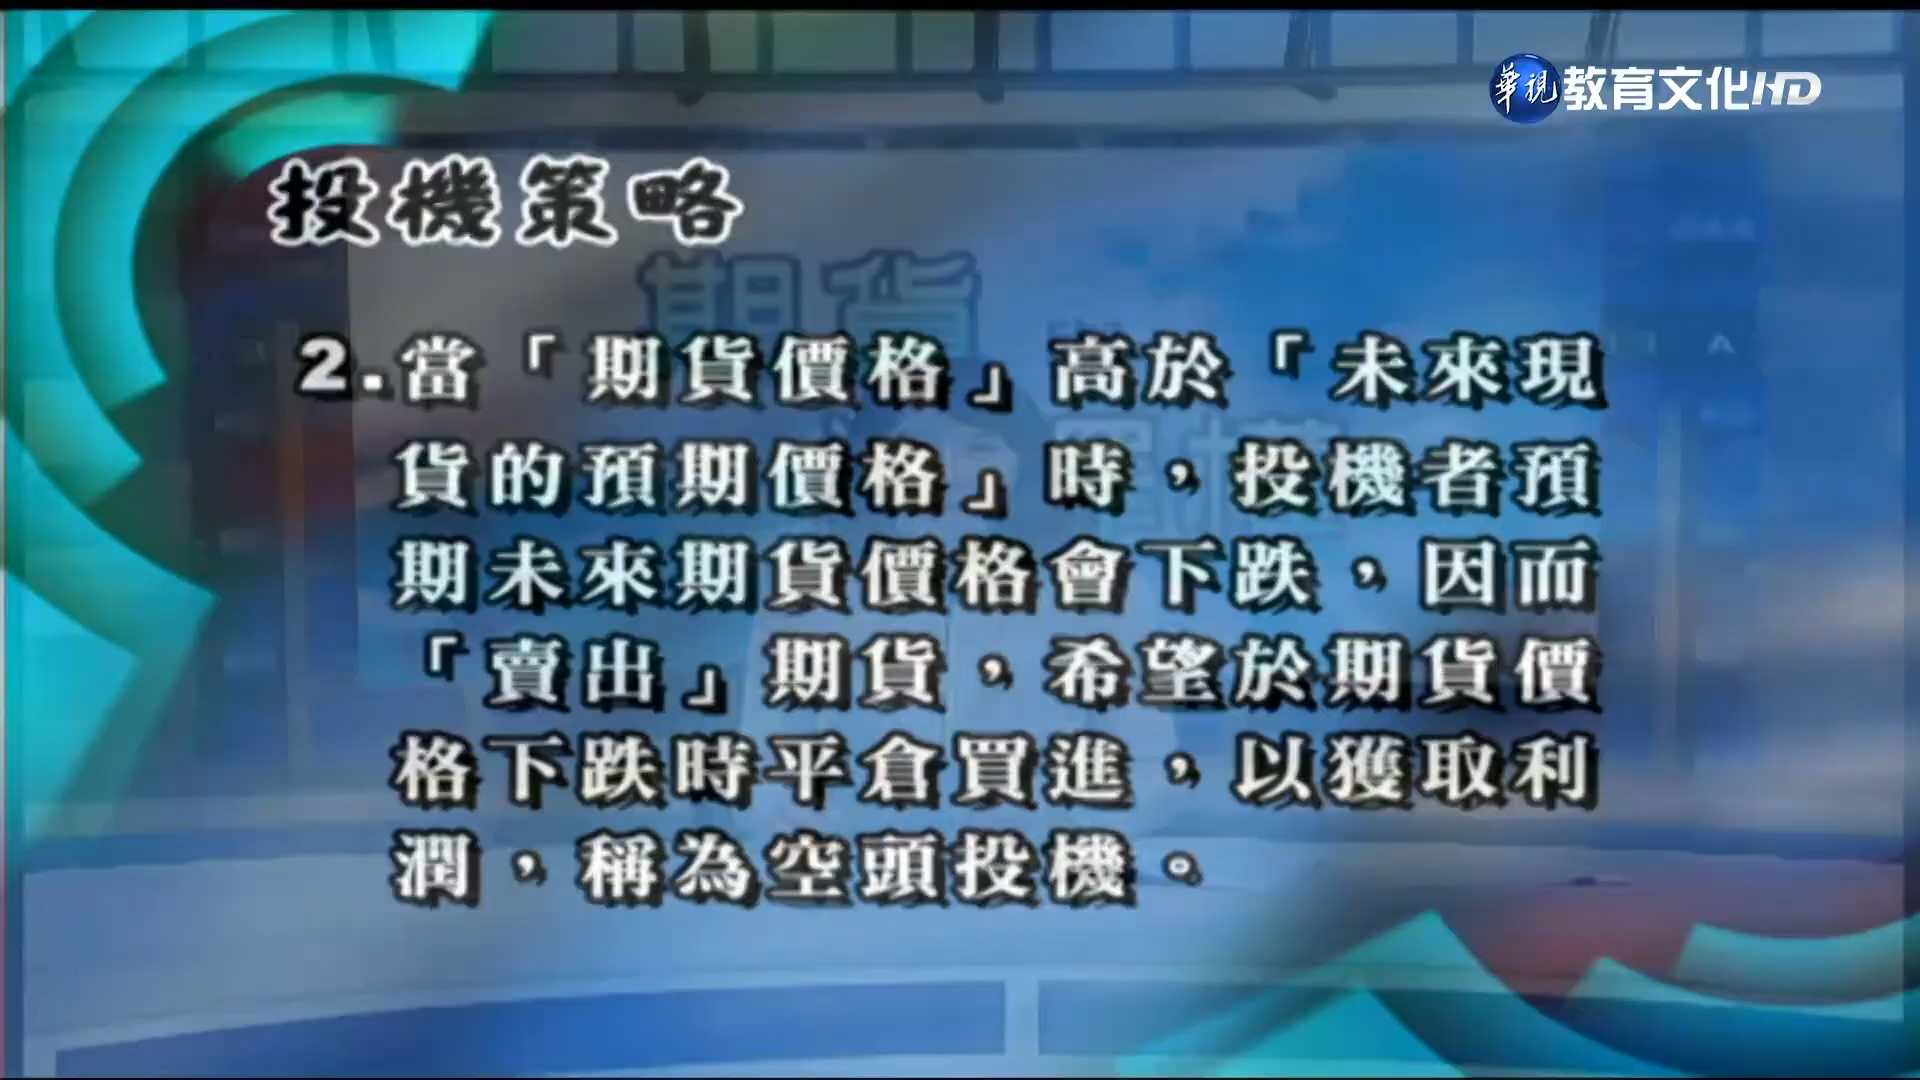 華視 教育文化HD
投機策略
期貨
2.當「期貨價格」高於「未來現
貨的預期價格」時，投機者預
期未來期貨價格會下跌，因而
「賣出」期貨，希望於期貨價
格下跌時平倉買進，以獲取利
潤，稱為空頭投機。